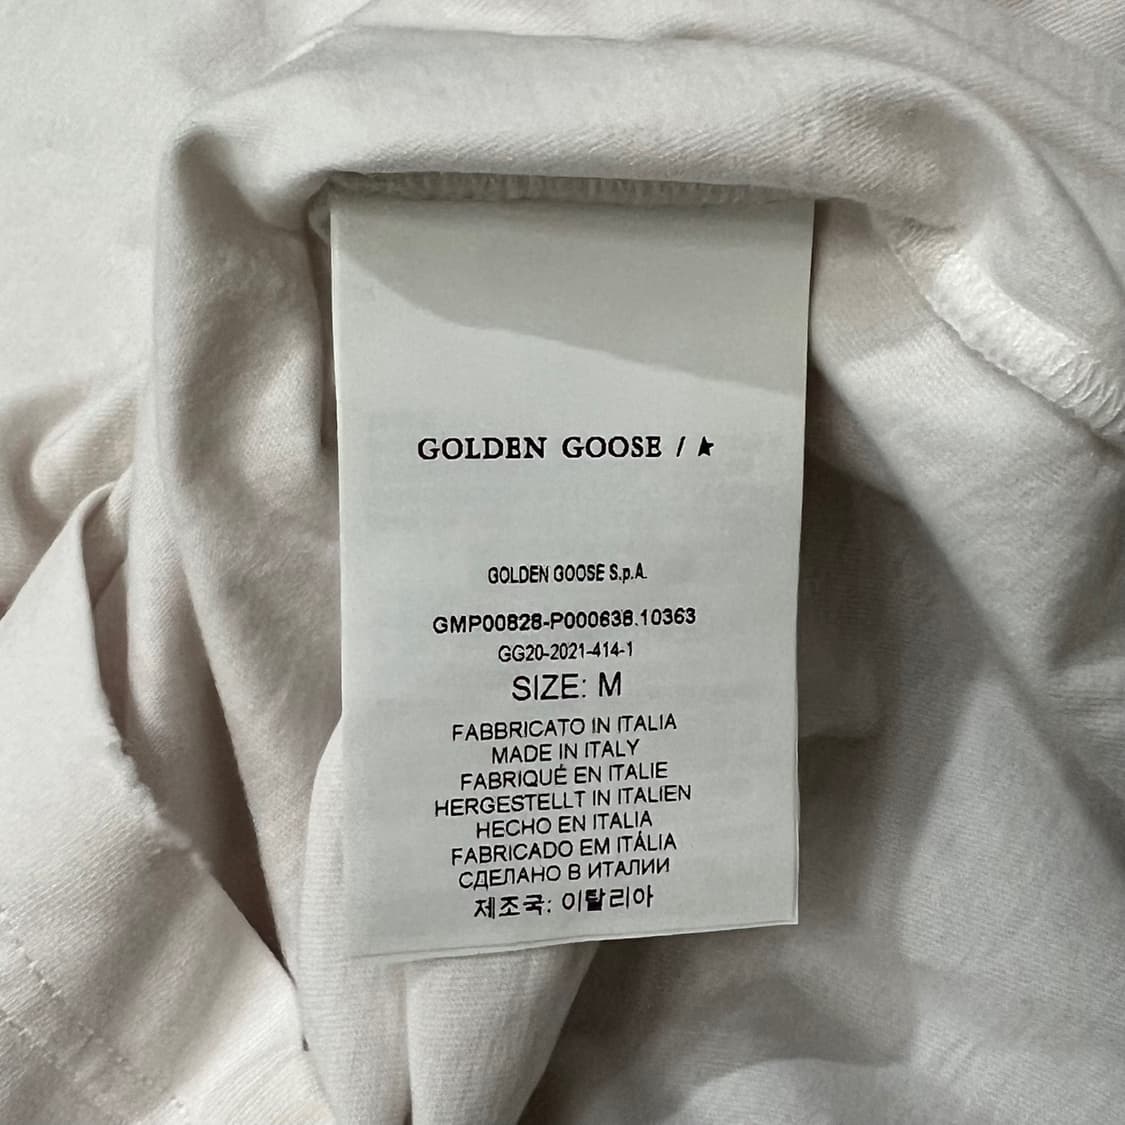 GOLDEN GOOSE / ★
GOLDEN GOOSE S.p.A.
GMP00828-P000638.10363
GG20-2021-414-1
SIZE: M
FABBRICATO IN ITALIA
MADE IN ITALY
FABRIQUÉ EN ITALIE
HERGESTELLT IN ITALIEN
HECHO EN ITALIA
FABRICADO EM ITÁLIA
СДЕЛАНО В ИТАЛИИ
제조국: 이탈리아